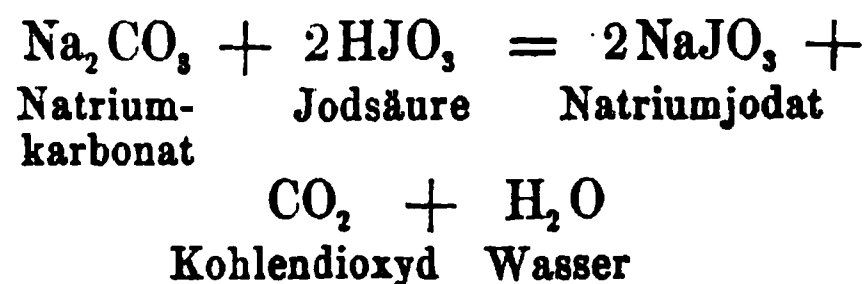 Na₂CO₃ + 2HJO₃ = 2NaJO₃ +
Natrium- Jodsäure Natriumjodat
karbonat
CO₂ + H₂O
Kohlendioxyd Wasser